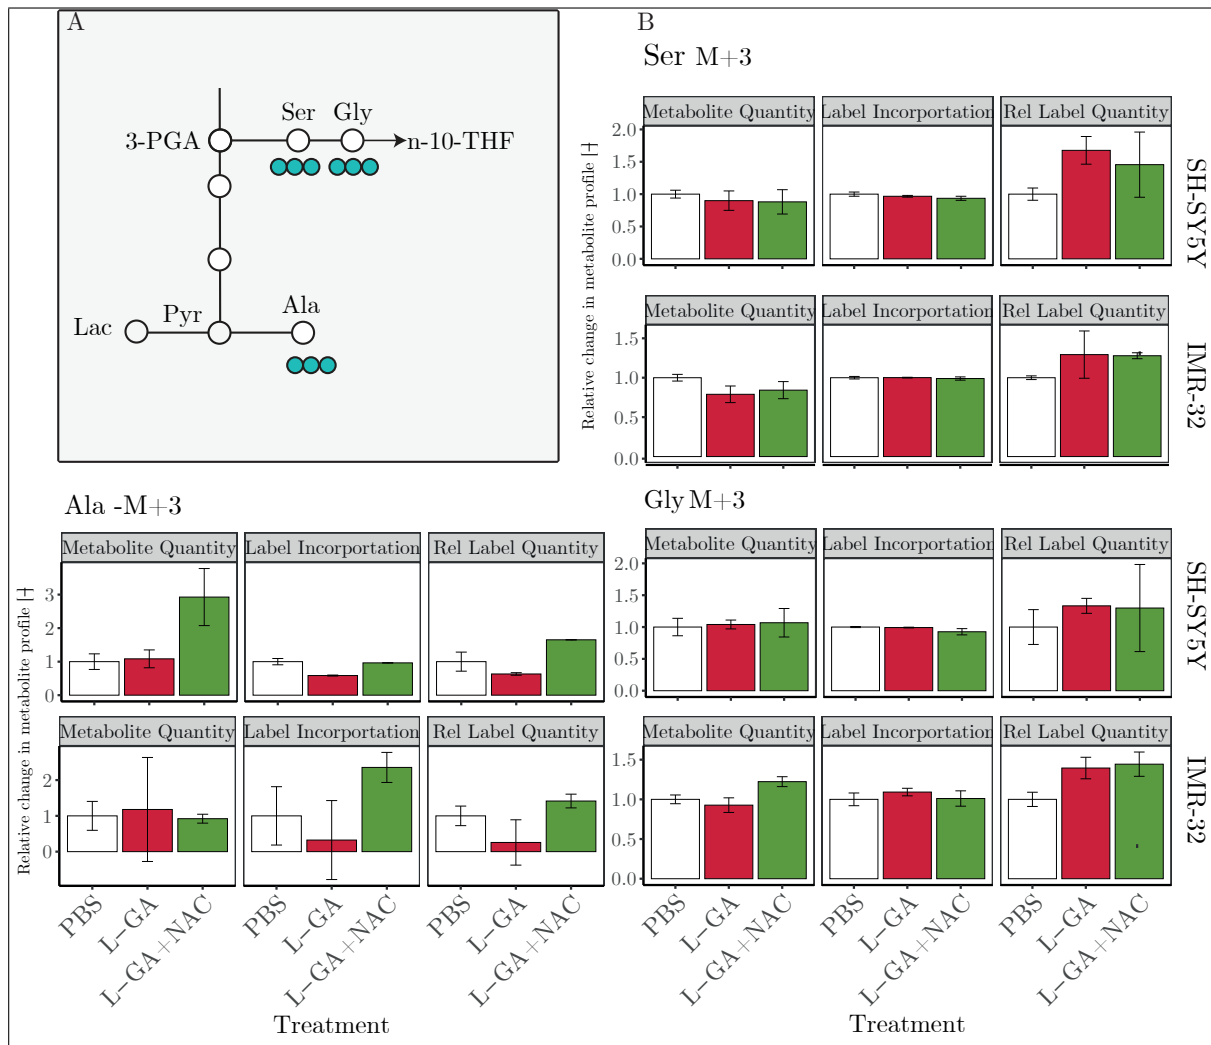 A
Ser Gly
3-PGA n-10-THF
Ala
Pyr
Lac
B
Ser M+3
Metabolite Quantity Label Incorportation Rel Label Quantity
2.0
1.5
1.0
0.5
0.0
SH-SY5Y
Relative change in metabolite profile [-]
Metabolite Quantity Label Incorportation Rel Label Quantity
1.5
1.0
0.5
0.0
IMR-32
Ala -M+3
Metabolite Quantity Label Incorportation Rel Label Quantity
3
2
1
0
Relative change in metabolite profile [-]
Metabolite Quantity Label Incorportation Rel Label Quantity
2
1
0
PBS L-GA L-GA+NAC PBS L-GA L-GA+NAC PBS L-GA L-GA+NAC
Treatment
Gly M+3
Metabolite Quantity Label Incorportation Rel Label Quantity
2.0
1.5
1.0
0.5
0.0
SH-SY5Y
Metabolite Quantity Label Incorportation Rel Label Quantity
1.5
1.0
0.5
0.0
IMR-32
PBS L-GA L-GA+NAC PBS L-GA L-GA+NAC PBS L-GA L-GA+NAC
Treatment